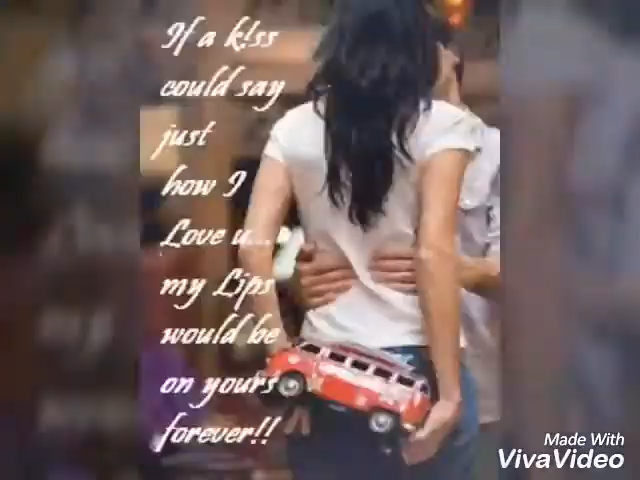 If a k!ss
could say
just
how I
Love u...
my Lips
would be
on yours
forever!!
Made With
VivaVideo